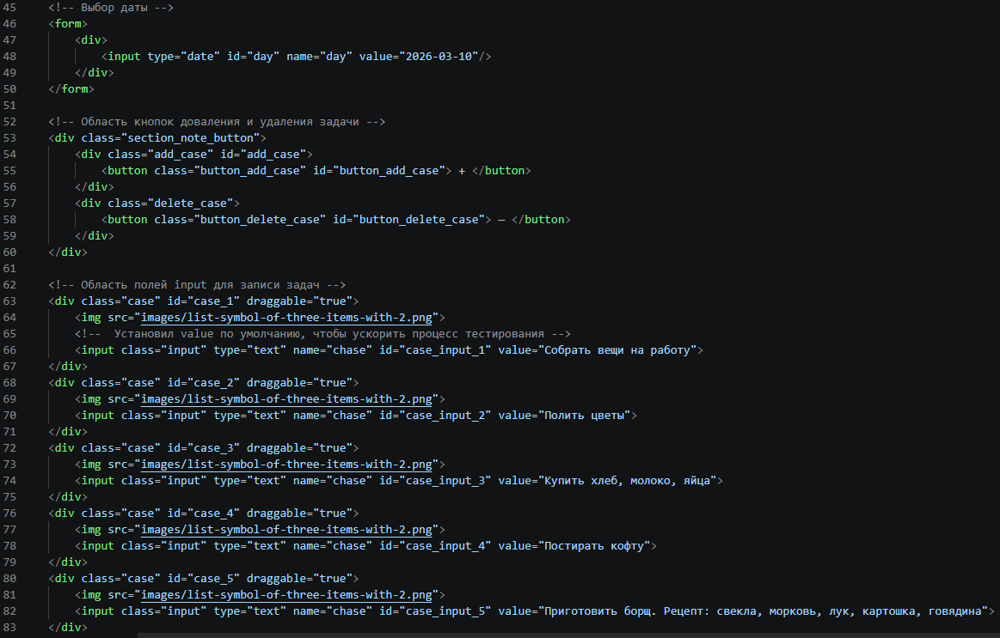 45 <!-- Выбор даты -->
46 <form>
47 <div>
48 <input type="date" id="day" name="day" value="2026-03-10"/>
49 </div>
50 </form>
51
52 <!-- Область кнопок доваления и удаления задачи -->
53 <div class="section_note_button">
54 <div class="add_case" id="add_case">
55 <button class="button_add_case" id="button_add_case"> + </button>
56 </div>
57 <div class="delete_case">
58 <button class="button_delete_case" id="button_delete_case"> — </button>
59 </div>
60 </div>
61
62 <!-- Область полей input для записи задач -->
63 <div class="case" id="case_1" draggable="true">
64 <img src="images/list-symbol-of-three-items-with-2.png">
65 <!--  Установил value по умолчанию, чтобы ускорить процесс тестирования -->
66 <input class="input" type="text" name="chase" id="case_input_1" value="Собрать вещи на работу">
67 </div>
68 <div class="case" id="case_2" draggable="true">
69 <img src="images/list-symbol-of-three-items-with-2.png">
70 <input class="input" type="text" name="chase" id="case_input_2" value="Полить цветы">
71 </div>
72 <div class="case" id="case_3" draggable="true">
73 <img src="images/list-symbol-of-three-items-with-2.png">
74 <input class="input" type="text" name="chase" id="case_input_3" value="Купить хлеб, молоко, яйца">
75 </div>
76 <div class="case" id="case_4" draggable="true">
77 <img src="images/list-symbol-of-three-items-with-2.png">
78 <input class="input" type="text" name="chase" id="case_input_4" value="Постирать кофту">
79 </div>
80 <div class="case" id="case_5" draggable="true">
81 <img src="images/list-symbol-of-three-items-with-2.png">
82 <input class="input" type="text" name="chase" id="case_input_5" value="Приготовить борщ. Рецепт: свекла, морковь, лук, картошка, говядина">
83 </div>